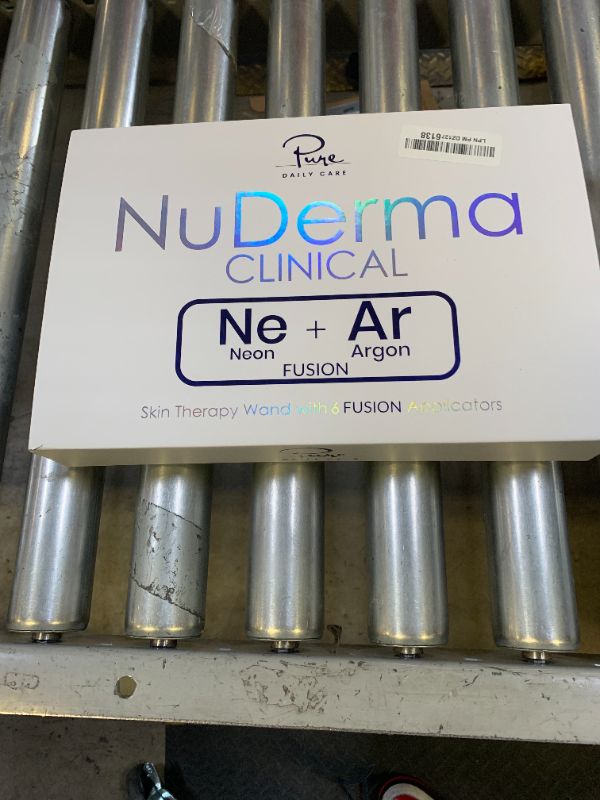 Pure
DAILY CARE
NuDerma
CLINICAL
Ne + Ar
Neon Argon
FUSION
Skin Therapy Wand with 6 FUSION Applicators